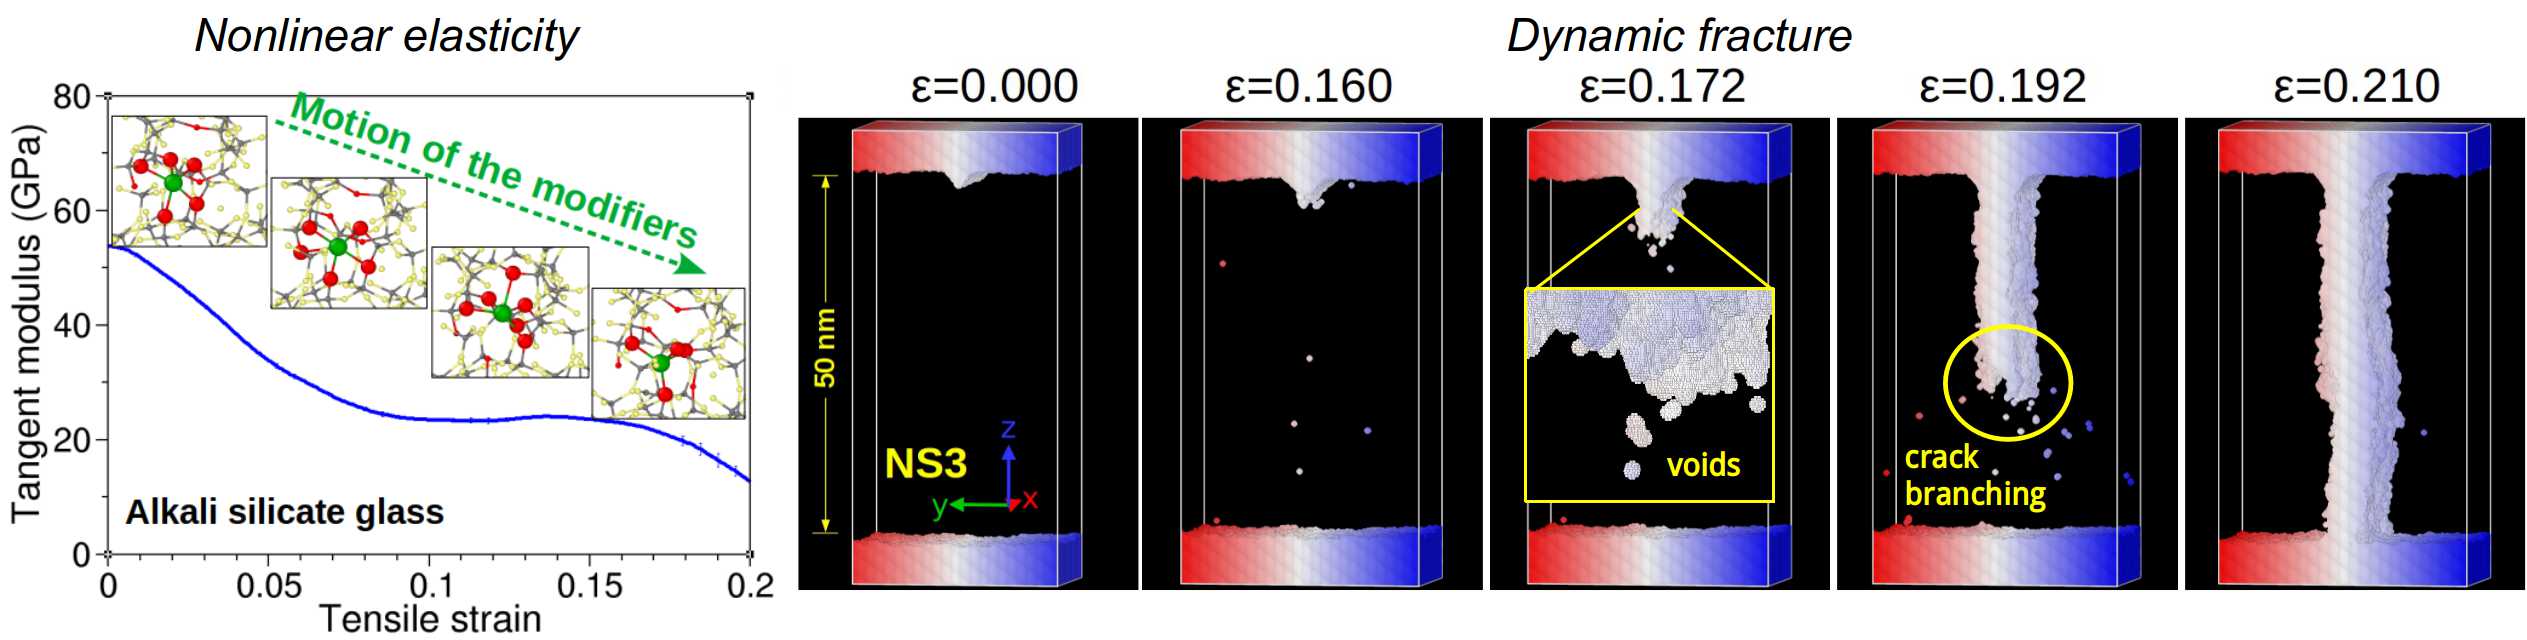 Nonlinear elasticity
Dynamic fracture
80
60
40
20
0
Tangent modulus (GPa)
Motion of the modifiers
Alkali silicate glass
0
0.05
0.1
0.15
0.2
Tensile strain
ε=0.000
ε=0.160
ε=0.172
ε=0.192
ε=0.210
50 nm
NS3
z
y
x
voids
crack
branching